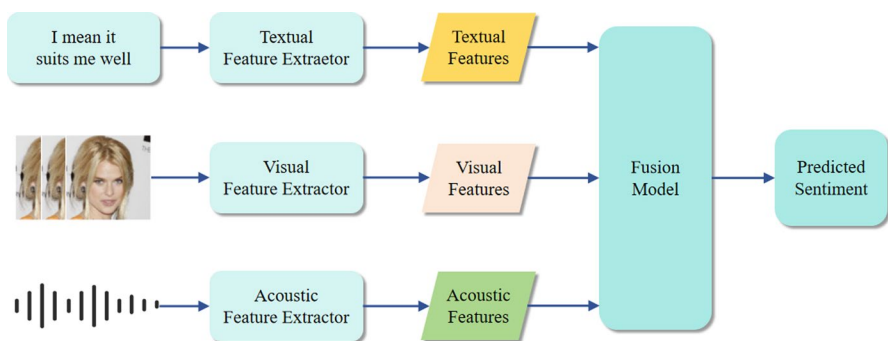 I mean it
suits me well
Textual
Feature Extraetor
Textual
Features
Visual
Feature Extractor
Visual
Features
Acoustic
Feature Extractor
Acoustic
Features
Fusion
Model
Predicted
Sentiment